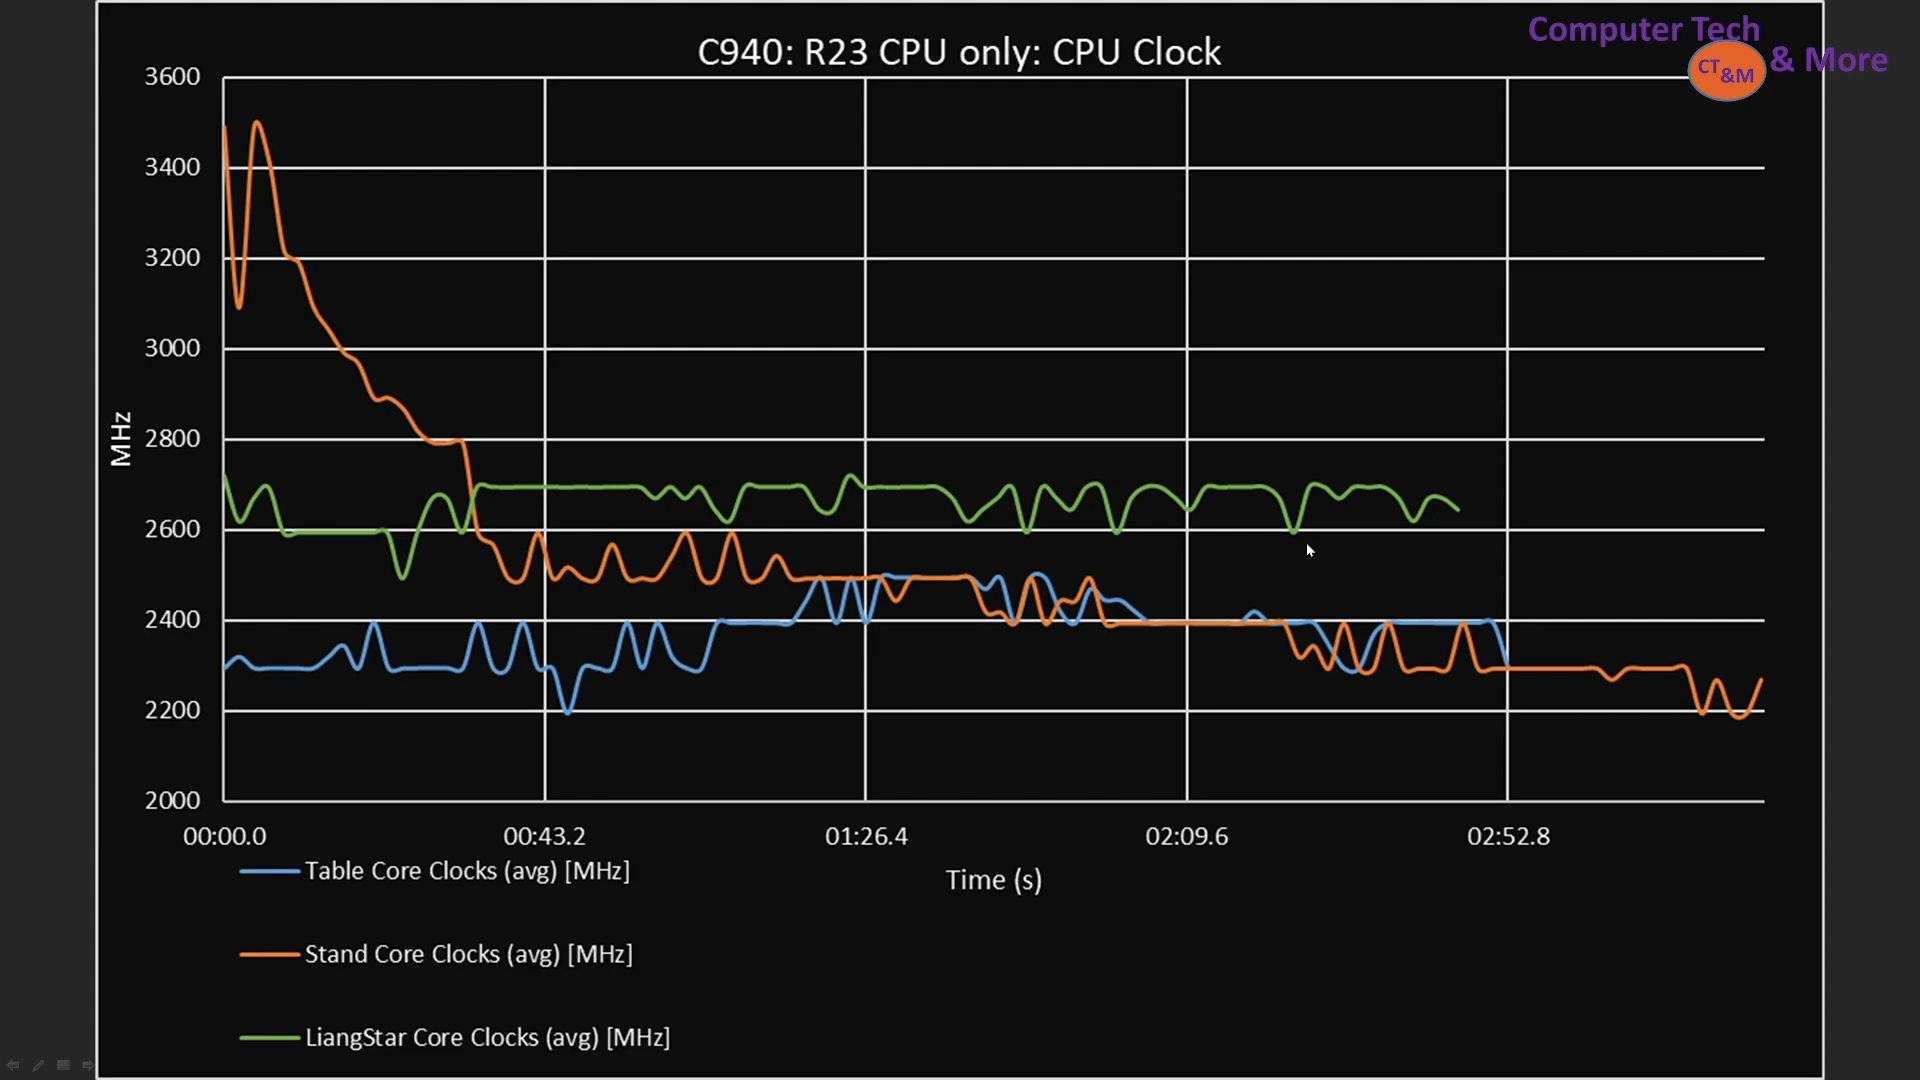 Computer Tech
& More
CT
&M
C940: R23 CPU only: CPU Clock
3600
3400
3200
3000
2800
2600
2400
2200
2000
MHz
00:00.0 00:43.2 01:26.4 02:09.6 02:52.8
Time (s)
Table Core Clocks (avg) [MHz]
Stand Core Clocks (avg) [MHz]
LiangStar Core Clocks (avg) [MHz]